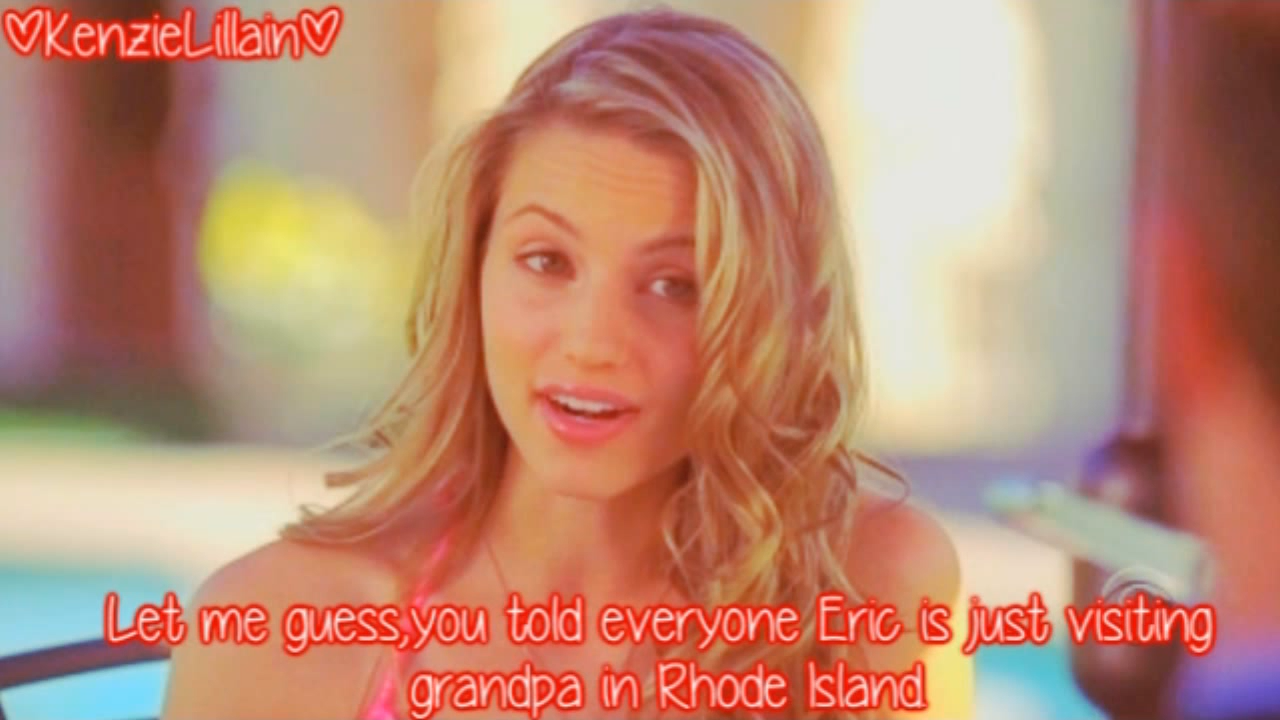 ♡KenzieLillain♡
Let me guess,you told everyone Eric is just visiting
grandpa in Rhode Island.